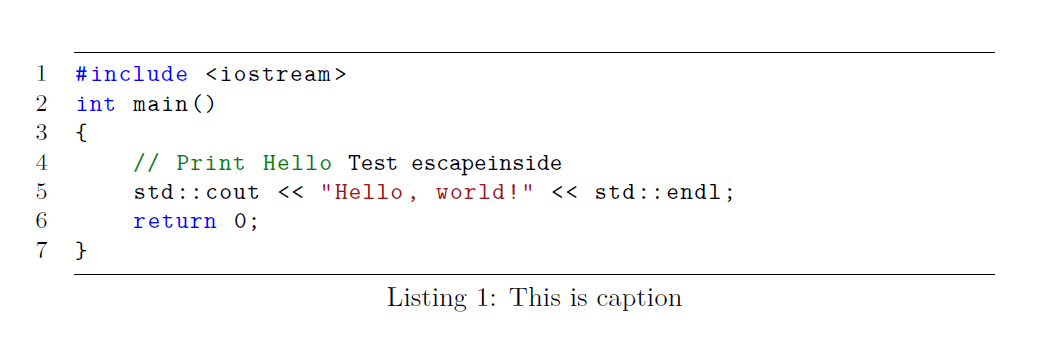 1 #include <iostream>
2 int main()
3 {
4     // Print Hello Test escapeinside
5     std::cout << "Hello, world!" << std::endl;
6     return 0;
7 }
Listing 1: This is caption